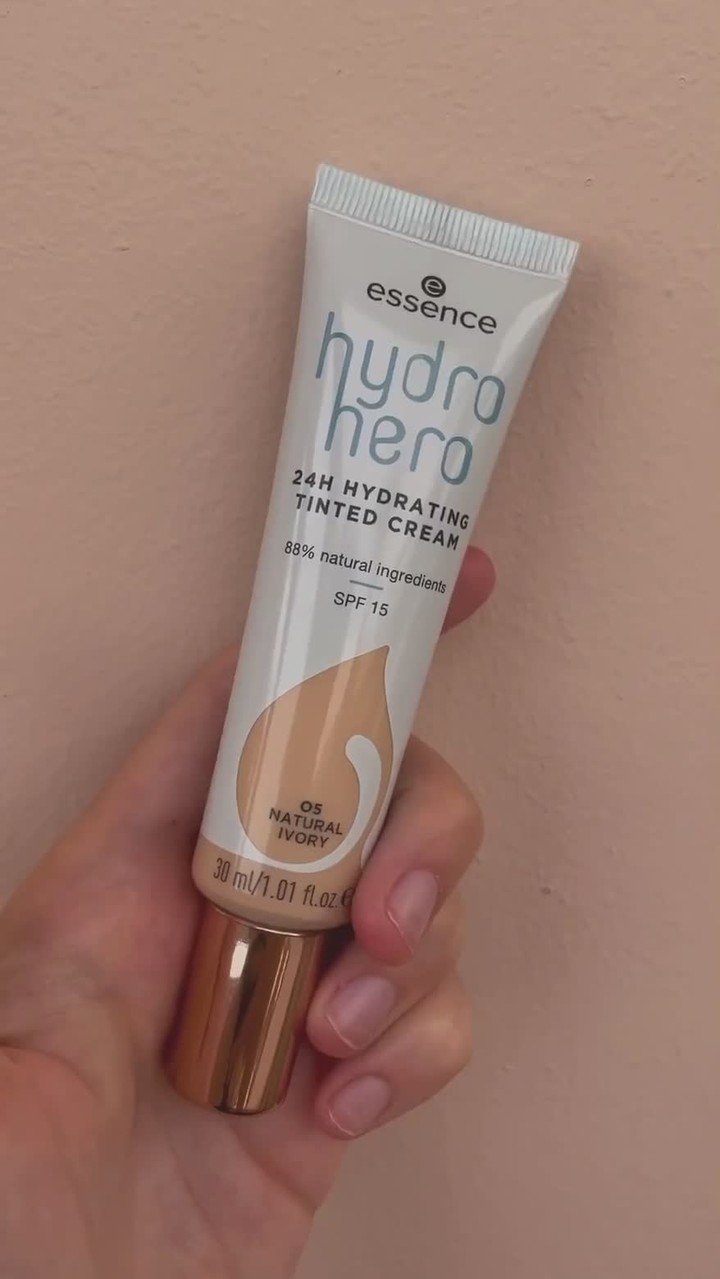 e
essence
hydro
hero
24H HYDRATING
TINTED CREAM
88% natural ingredients
SPF 15
05
NATURAL
IVORY
30 ml/1.01 fl.oz. e